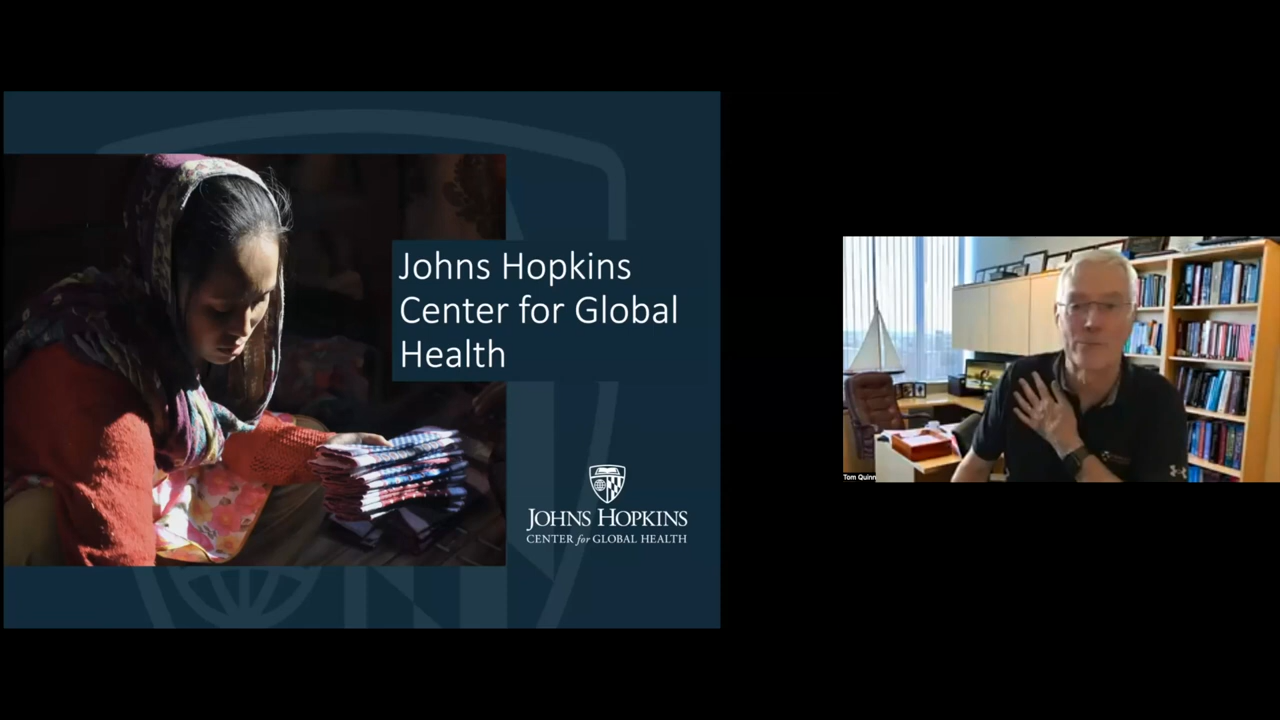 Johns Hopkins
Center for Global
Health
JOHNS HOPKINS
CENTER for GLOBAL HEALTH
Tom Quinn